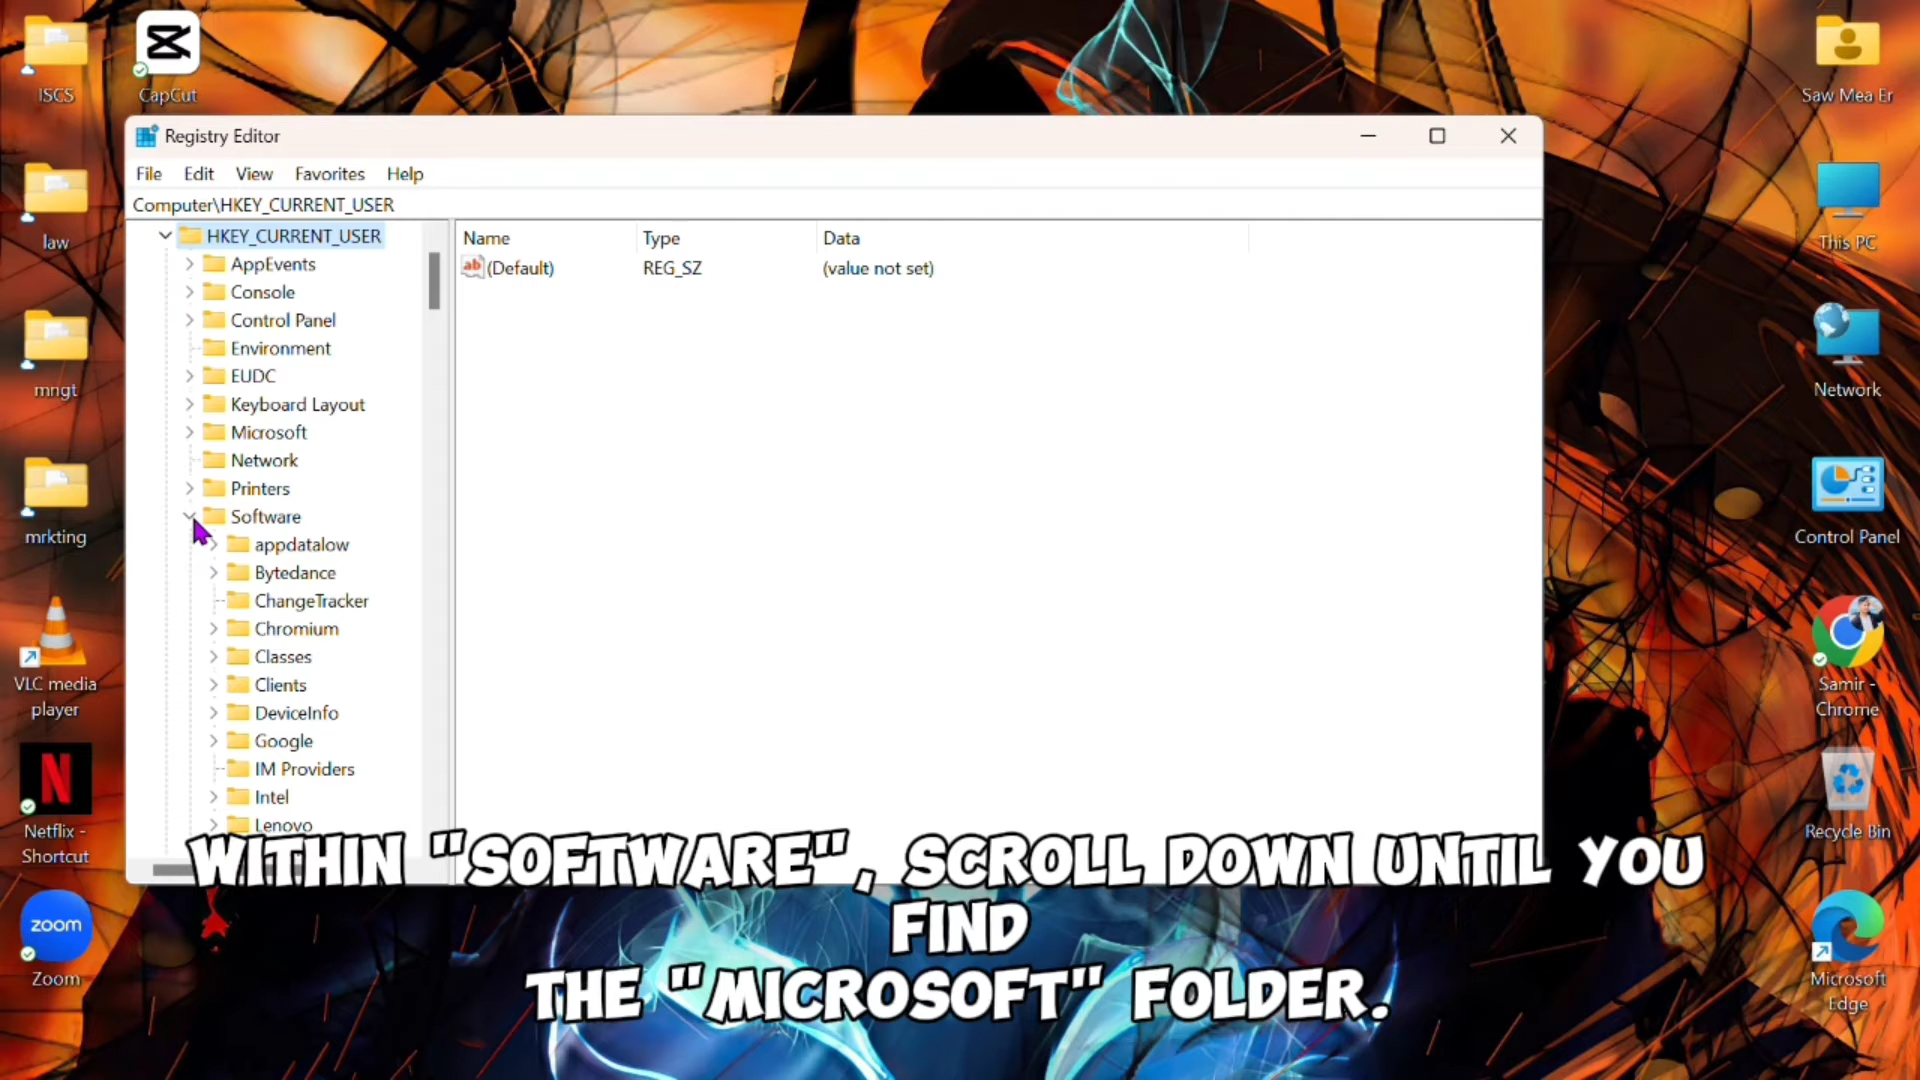 ISCS
CapCut
Saw Mea Er
Registry Editor
File Edit View Favorites Help
Computer\HKEY_CURRENT_USER
HKEY_CURRENT_USER
AppEvents
Console
Control Panel
Environment
EUDC
Keyboard Layout
Microsoft
Network
Printers
Software
appdatalow
Bytedance
ChangeTracker
Chromium
Classes
Clients
DeviceInfo
Google
IM Providers
Intel
Lenovo
Name Type Data
ab (Default) REG_SZ (value not set)
law
mngt
mrkting
VLC media
player
N
Netflix -
Shortcut
zoom
Zoom
This PC
Network
Control Panel
Samir -
Chrome
Recycle Bin
Microsoft
Edge
WITHIN "SOFTWARE", SCROLL DOWN UNTIL YOU
FIND
THE "MICROSOFT" FOLDER.